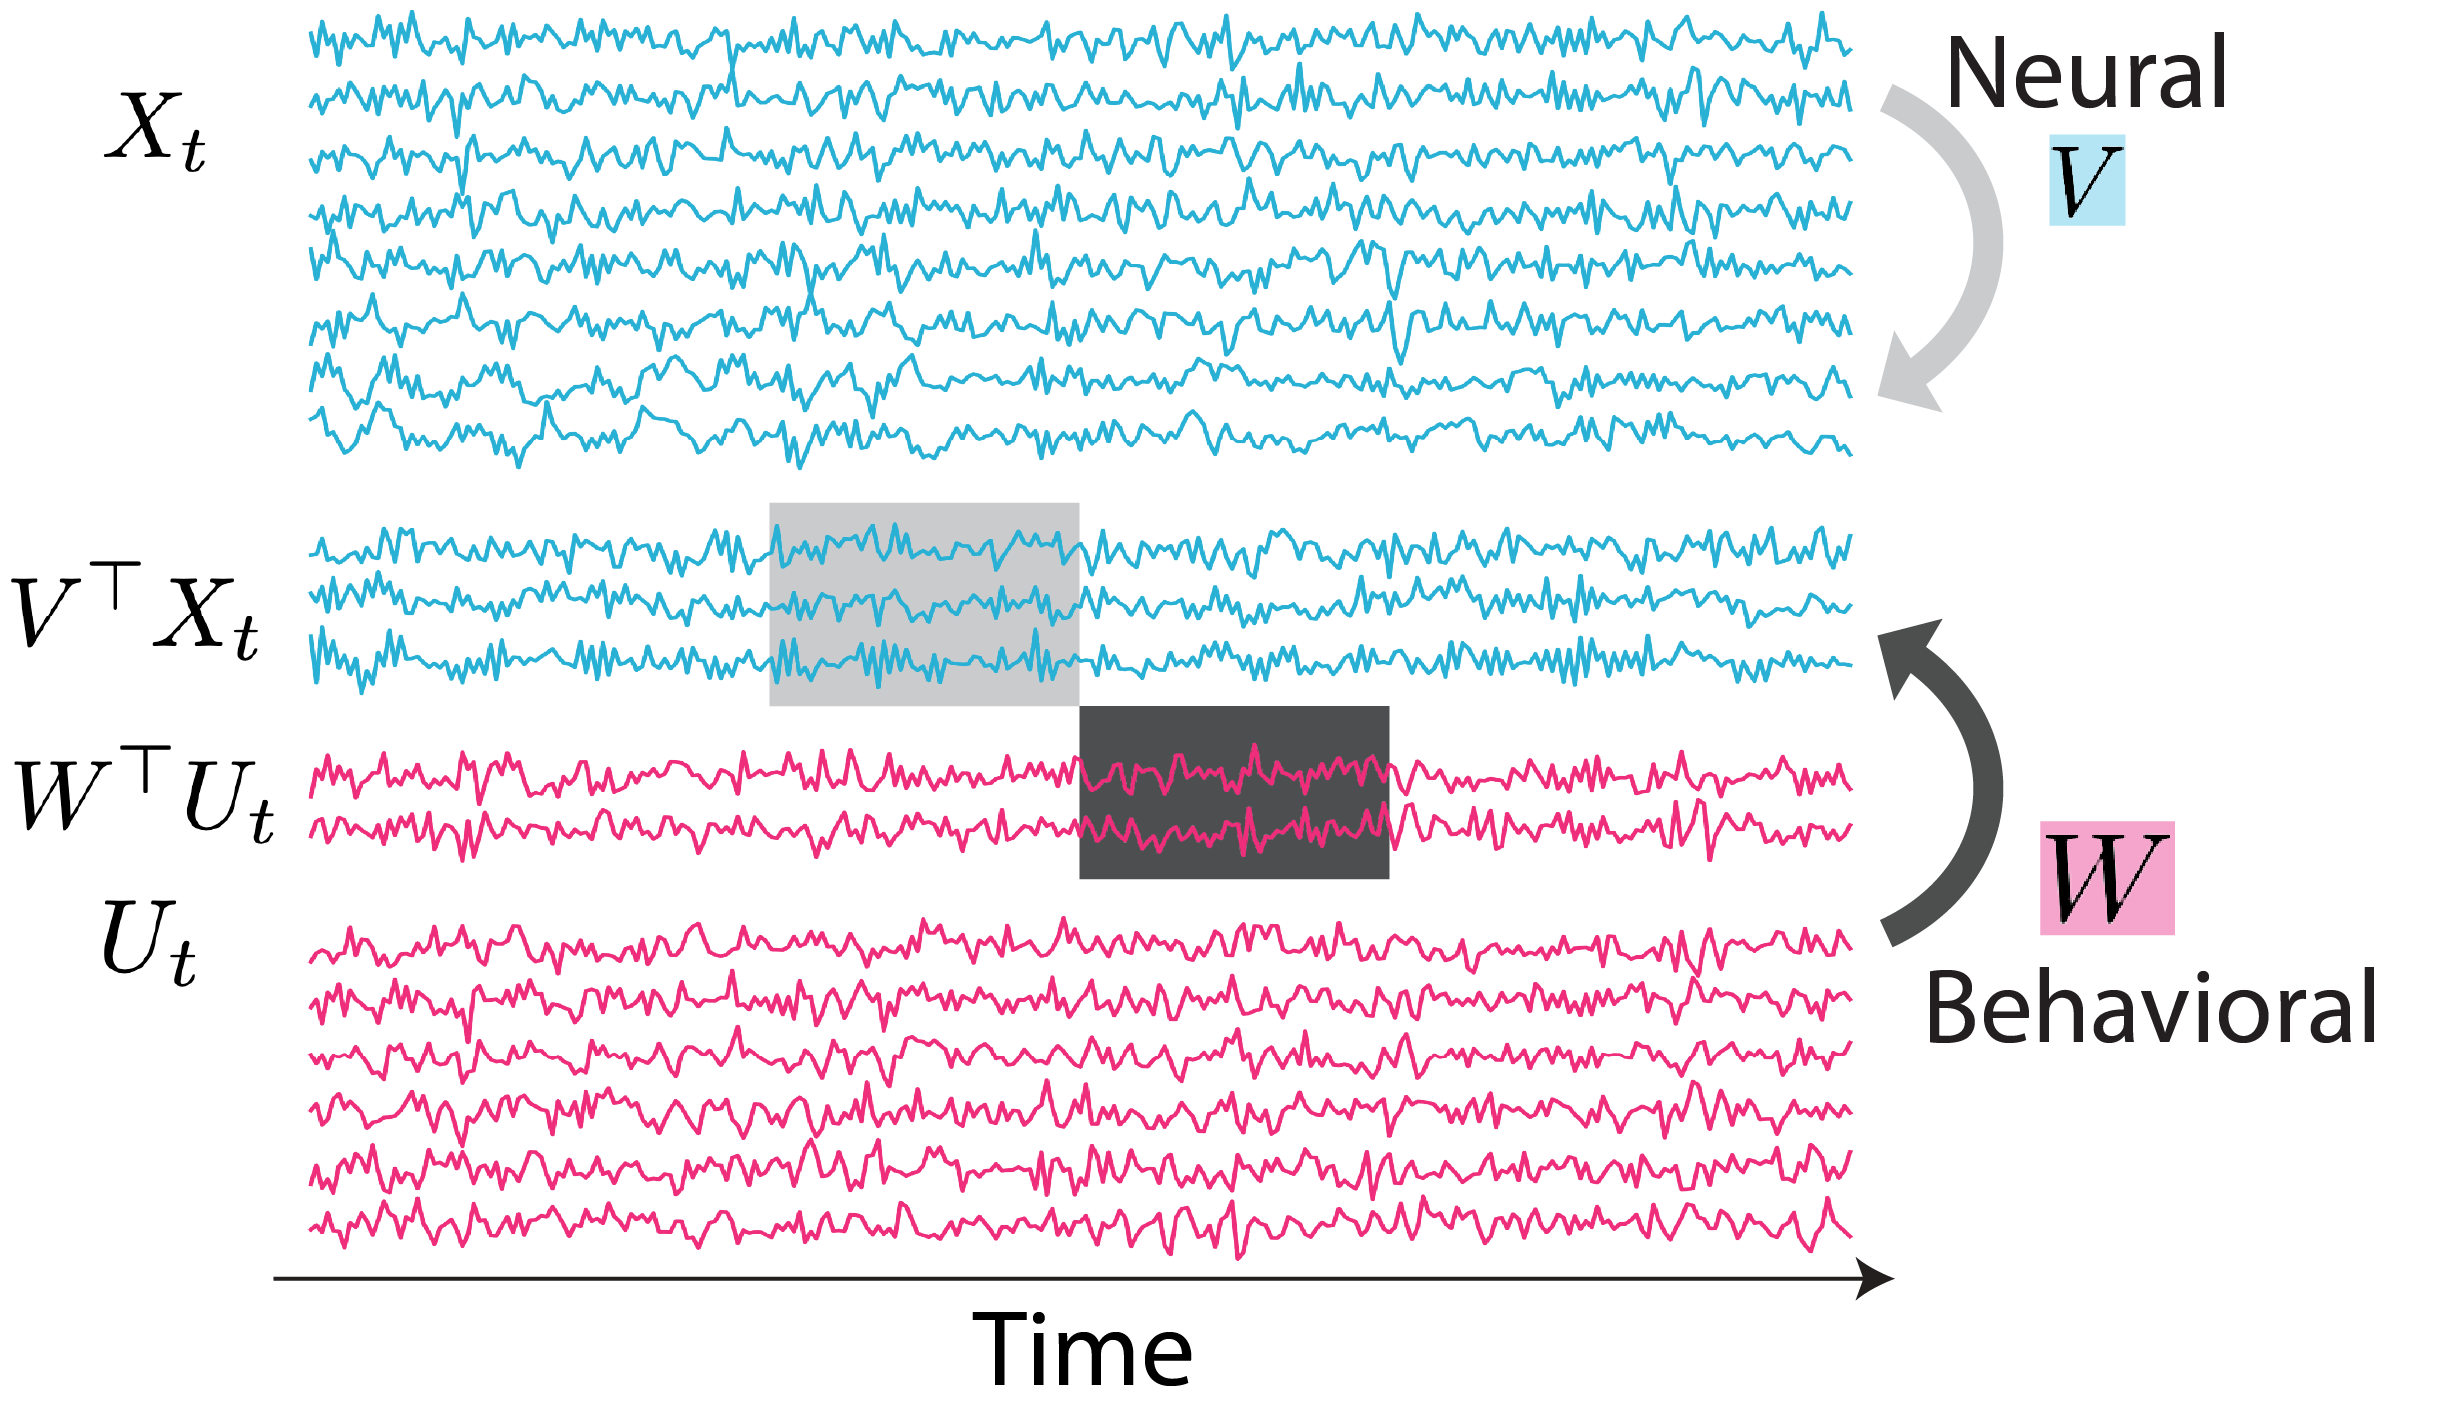 X_t
Neural
V
V^⊤ X_t
W^⊤ U_t
W
U_t
Behavioral
Time